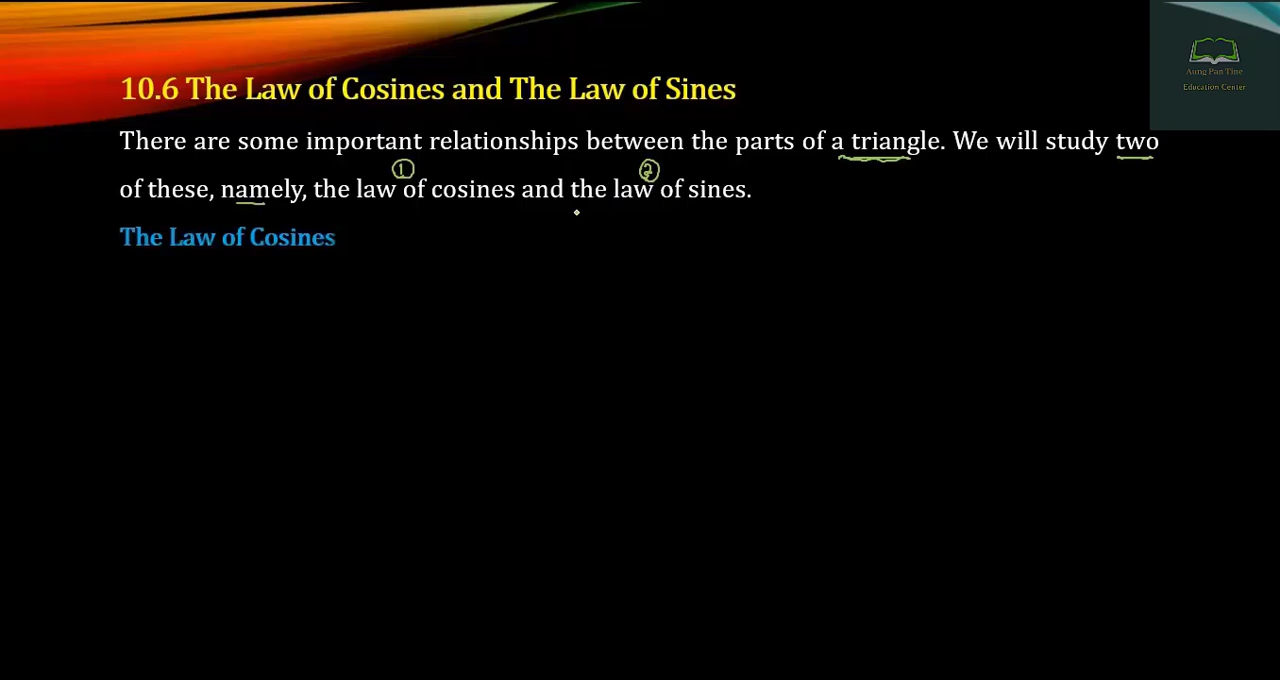 Aung Pan Tine
Education Center
10.6 The Law of Cosines and The Law of Sines
There are some important relationships between the parts of a triangle. We will study two
① ②
of these, namely, the law of cosines and the law of sines.
The Law of Cosines